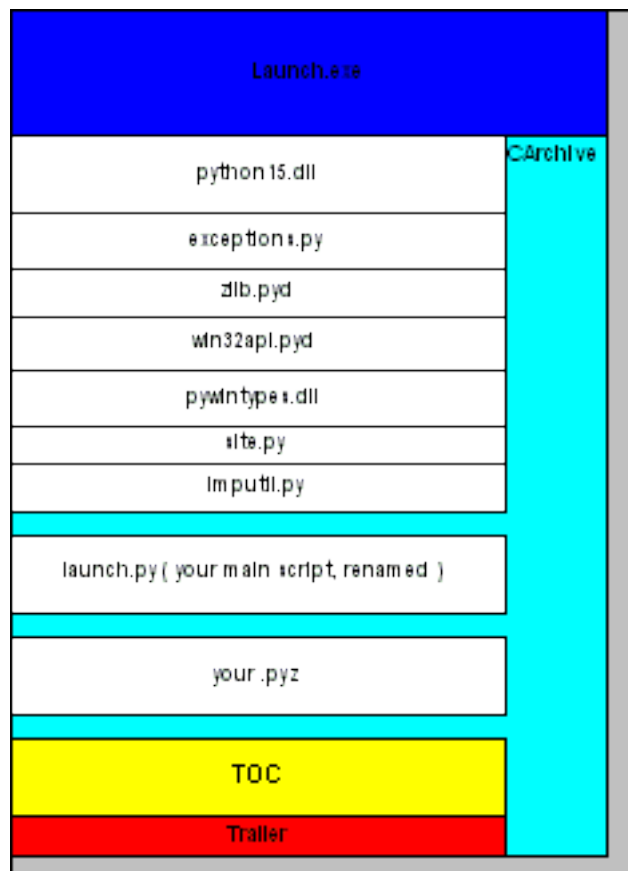 Launch.exe
CArchive
python15.dll
exceptions.py
zlib.pyd
win32api.pyd
pywintypes.dll
site.py
imputil.py
launch.py ( your main script, renamed )
your .pyz
TOC
Trailer